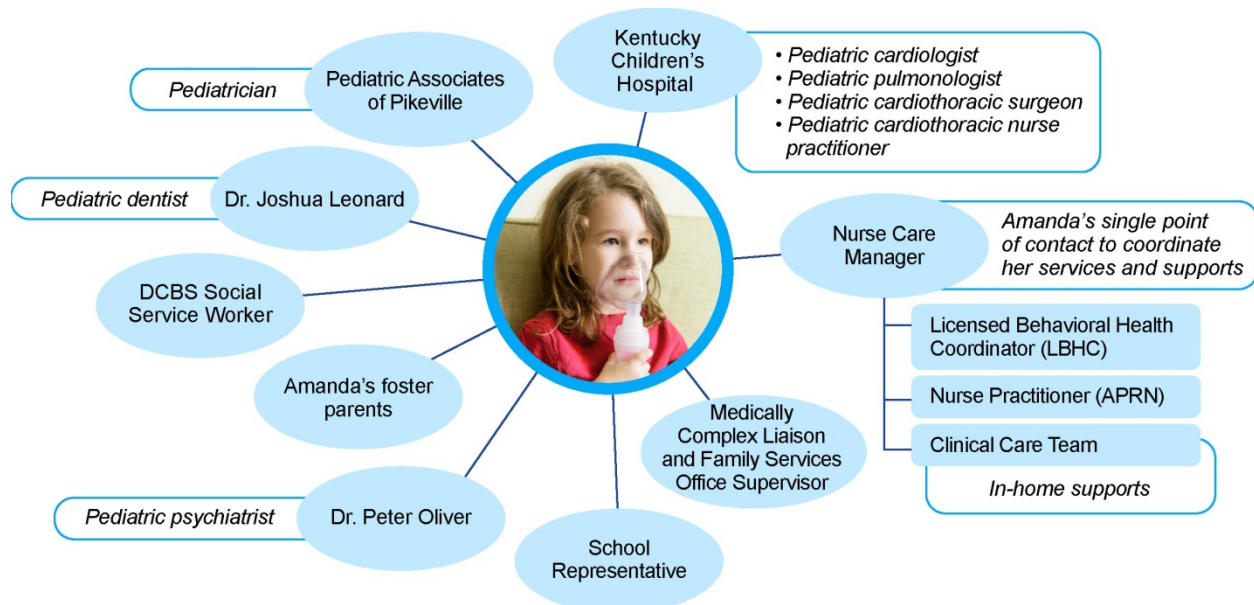 Kentucky
Children's
Hospital
• Pediatric cardiologist
• Pediatric pulmonologist
• Pediatric cardiothoracic surgeon
• Pediatric cardiothoracic nurse
practitioner
Pediatrician
Pediatric Associates
of Pikeville
Pediatric dentist
Dr. Joshua Leonard
Nurse Care
Manager
Amanda's single point
of contact to coordinate
her services and supports
DCBS Social
Service Worker
Licensed Behavioral Health
Coordinator (LBHC)
Nurse Practitioner (APRN)
Clinical Care Team
In-home supports
Amanda's foster
parents
Medically
Complex Liaison
and Family Services
Office Supervisor
Pediatric psychiatrist
Dr. Peter Oliver
School
Representative